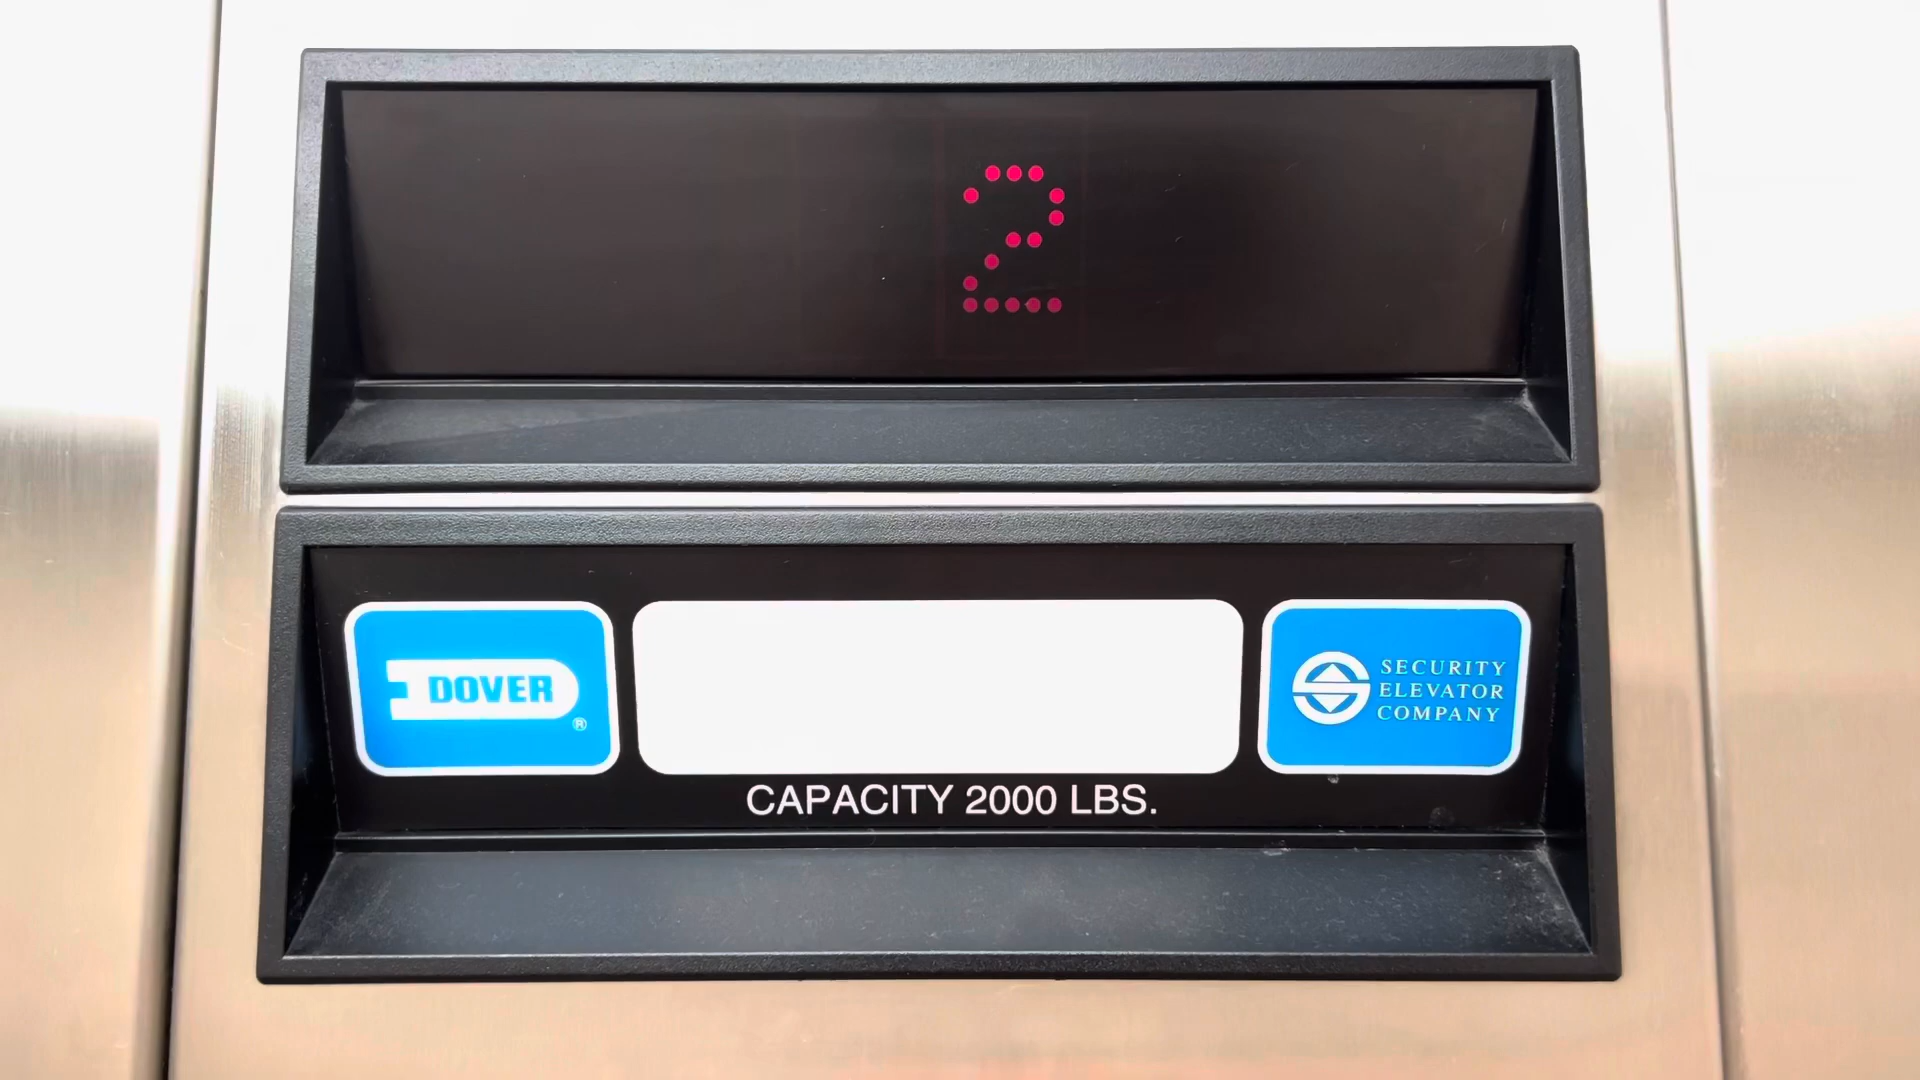 2
DOVER
®
SECURITY
ELEVATOR
COMPANY
CAPACITY 2000 LBS.